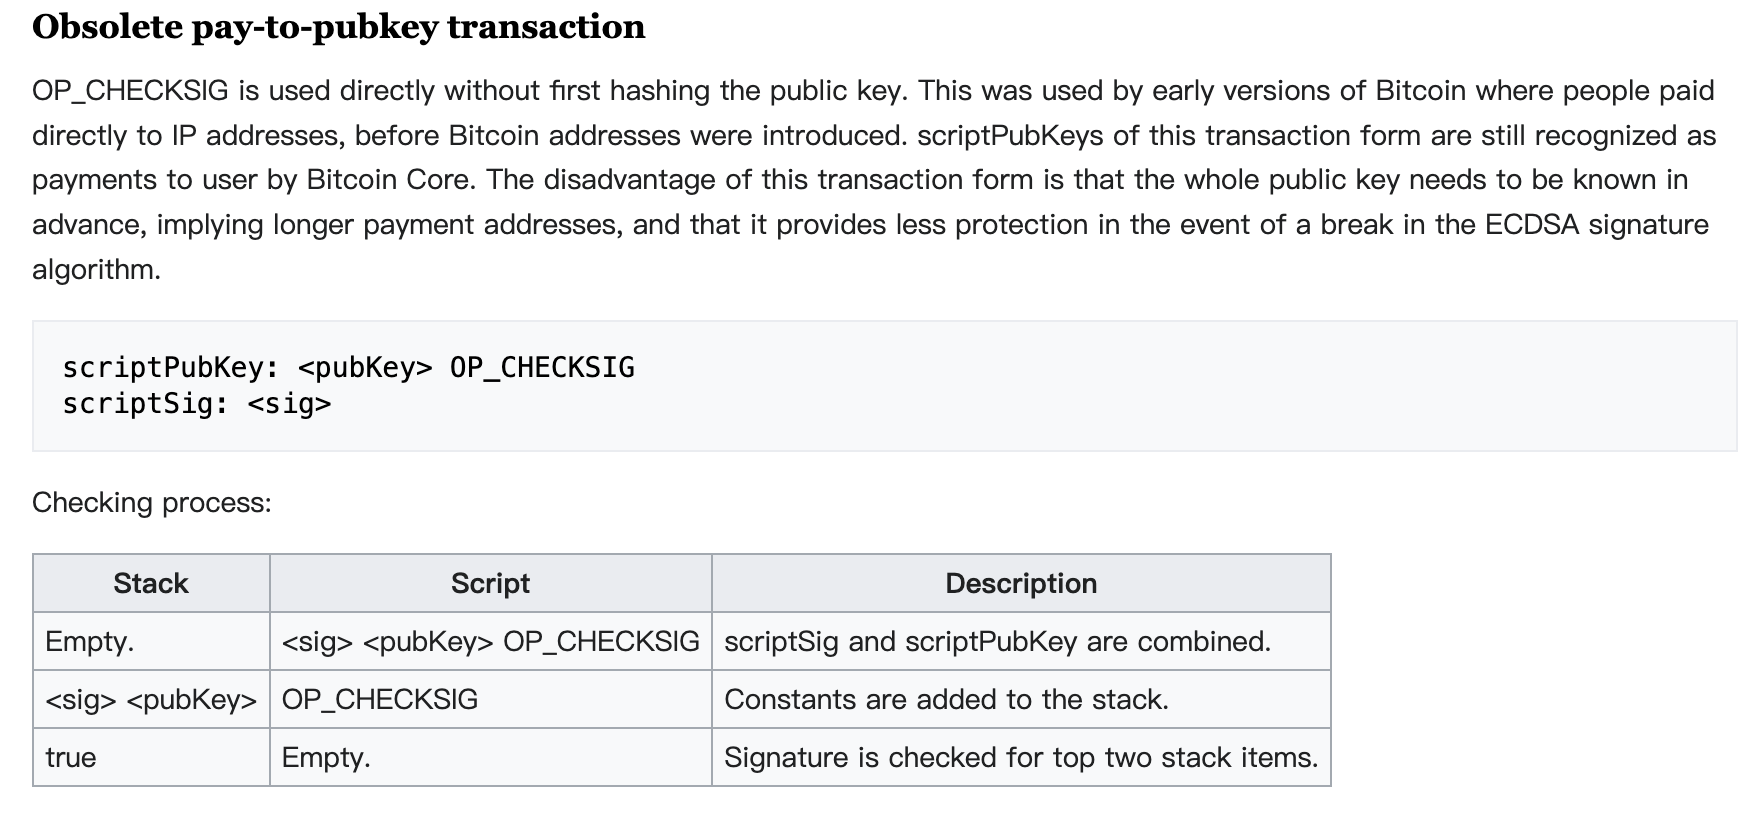 Obsolete pay-to-pubkey transaction
OP_CHECKSIG is used directly without first hashing the public key. This was used by early versions of Bitcoin where people paid
directly to IP addresses, before Bitcoin addresses were introduced. scriptPubKeys of this transaction form are still recognized as
payments to user by Bitcoin Core. The disadvantage of this transaction form is that the whole public key needs to be known in
advance, implying longer payment addresses, and that it provides less protection in the event of a break in the ECDSA signature
algorithm.
scriptPubKey: <pubKey> OP_CHECKSIG
scriptSig: <sig>
Checking process:
Stack Script Description
Empty. <sig> <pubKey> OP_CHECKSIG scriptSig and scriptPubKey are combined.
<sig> <pubKey> OP_CHECKSIG Constants are added to the stack.
true Empty. Signature is checked for top two stack items.